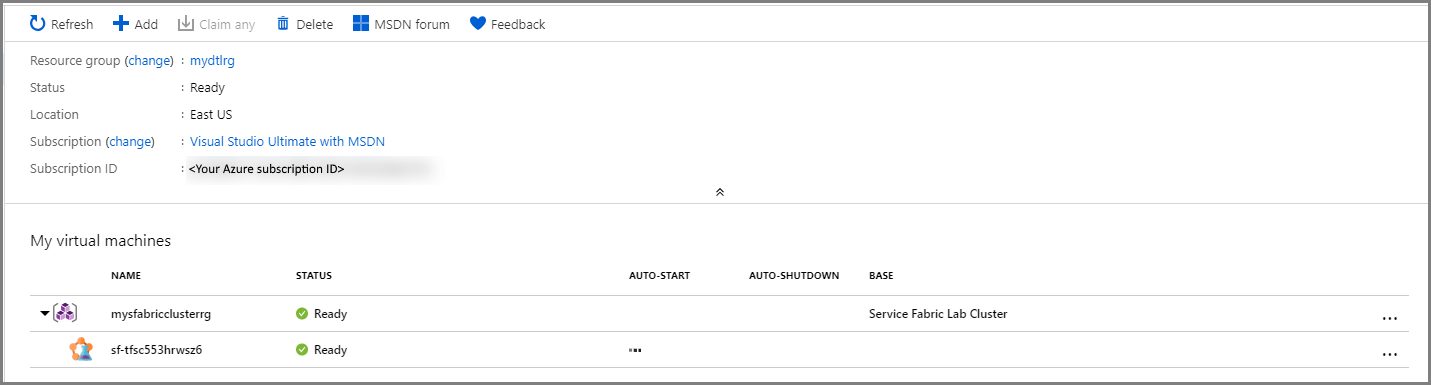 Refresh Add Claim any Delete MSDN forum Feedback
Resource group (change) : mydtlrg
Status : Ready
Location : East US
Subscription (change) : Visual Studio Ultimate with MSDN
Subscription ID : <Your Azure subscription ID>
My virtual machines
NAME STATUS AUTO-START AUTO-SHUTDOWN BASE
mysfabricclusterrg Ready Service Fabric Lab Cluster ...
sf-tfsc553hrwsz6 Ready ...